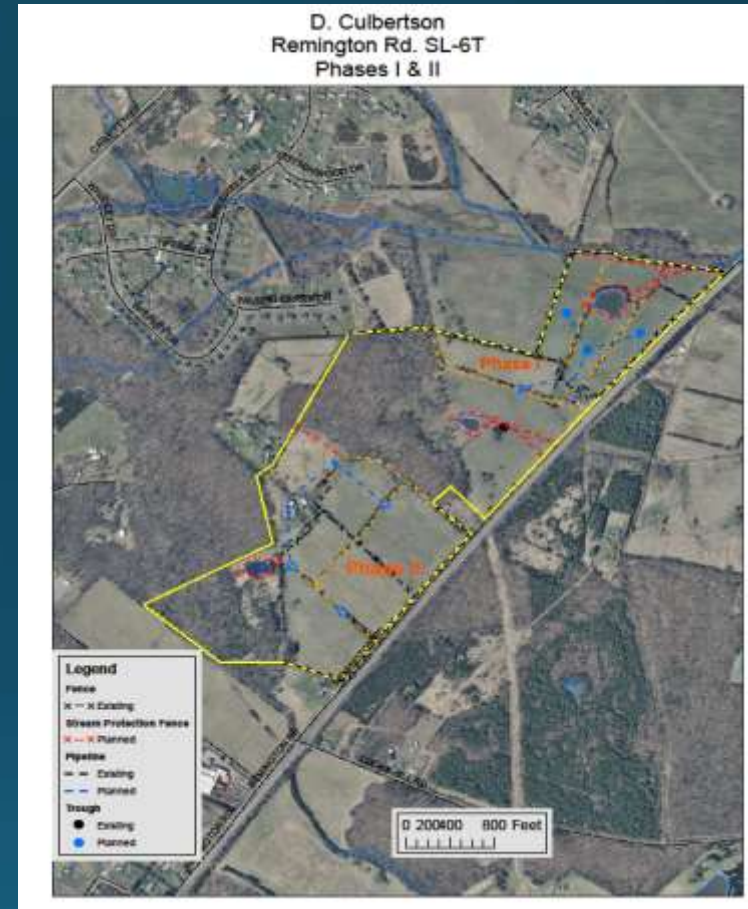 D. Culbertson
Remington Rd. SL-6T
Phases I & II
Phase I
Phase II
Legend
Fence
x -- x Existing
Stream Protection Fence
x -- x Planned
Pipeline
Existing
Planned
Trough
Existing
Planned
0 200400 800 Feet